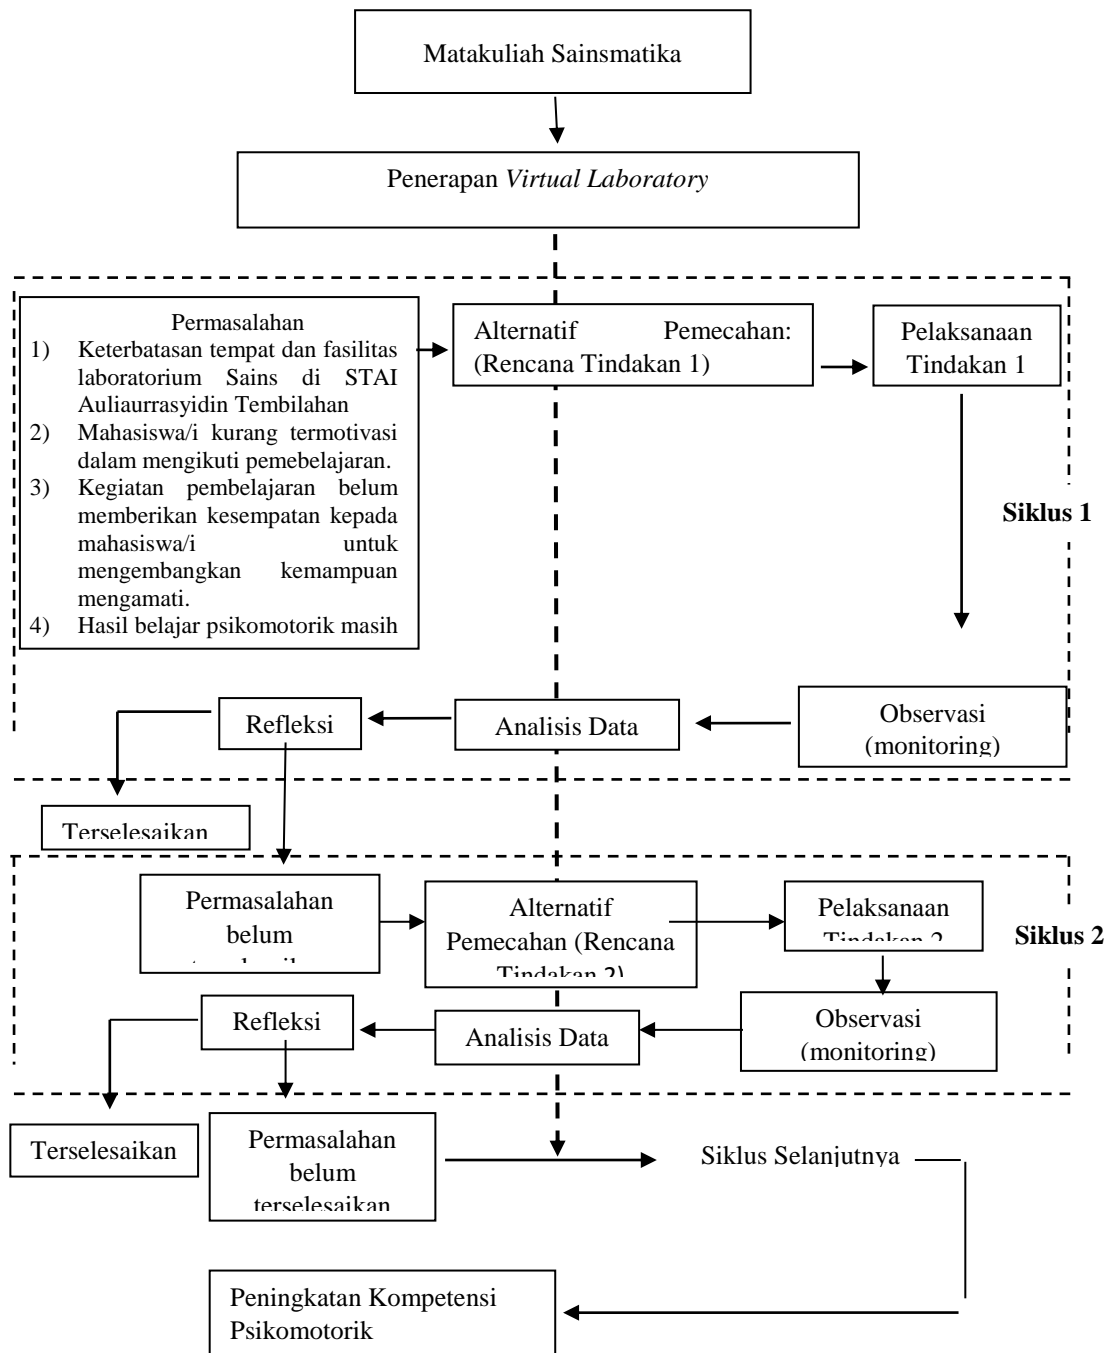 Matakuliah Sainsmatika
Penerapan Virtual Laboratory
Permasalahan
1) Keterbatasan tempat dan fasilitas
laboratorium Sains di STAI
Auliaurrasyidin Tembilahan
2) Mahasiswa/i kurang termotivasi
dalam mengikuti pemebelajaran.
3) Kegiatan pembelajaran belum
memberikan kesempatan kepada
mahasiswa/i untuk
mengembangkan kemampuan
mengamati.
4) Hasil belajar psikomotorik masih
Alternatif Pemecahan:
(Rencana Tindakan 1)
Pelaksanaan
Tindakan 1
Siklus 1
Observasi
(monitoring)
Analisis Data
Refleksi
Terselesaikan
Permasalahan
belum
Alternatif
Pemecahan (Rencana
Tindakan 2)
Pelaksanaan
Tindakan 2
Siklus 2
Observasi
(monitoring)
Analisis Data
Refleksi
Terselesaikan
Permasalahan
belum
terselesaikan
Siklus Selanjutnya
Peningkatan Kompetensi
Psikomotorik